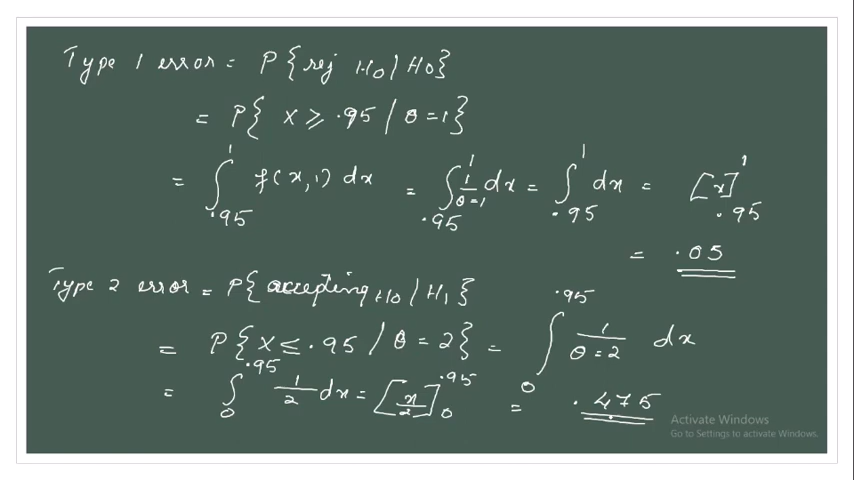 Type 1 error = P{rej H₀ / H₀}
= P{ X ≥ .95 / θ = 1}
= ∫_{.95}^{1} f(x, 1) dx = ∫_{.95}^{1} 1/θ=1 dx = ∫_{.95}^{1} dx = [x]_{.95}^{1}
= .05
Type 2 error = P{accepting H₀ / H₁}
= P{X ≤ .95 / θ = 2} = ∫_{0}^{.95} 1/θ=2 dx
= ∫_{0}^{.95} 1/2 dx = [x/2]_{0}^{.95} = .475
Activate Windows
Go to Settings to activate Windows.